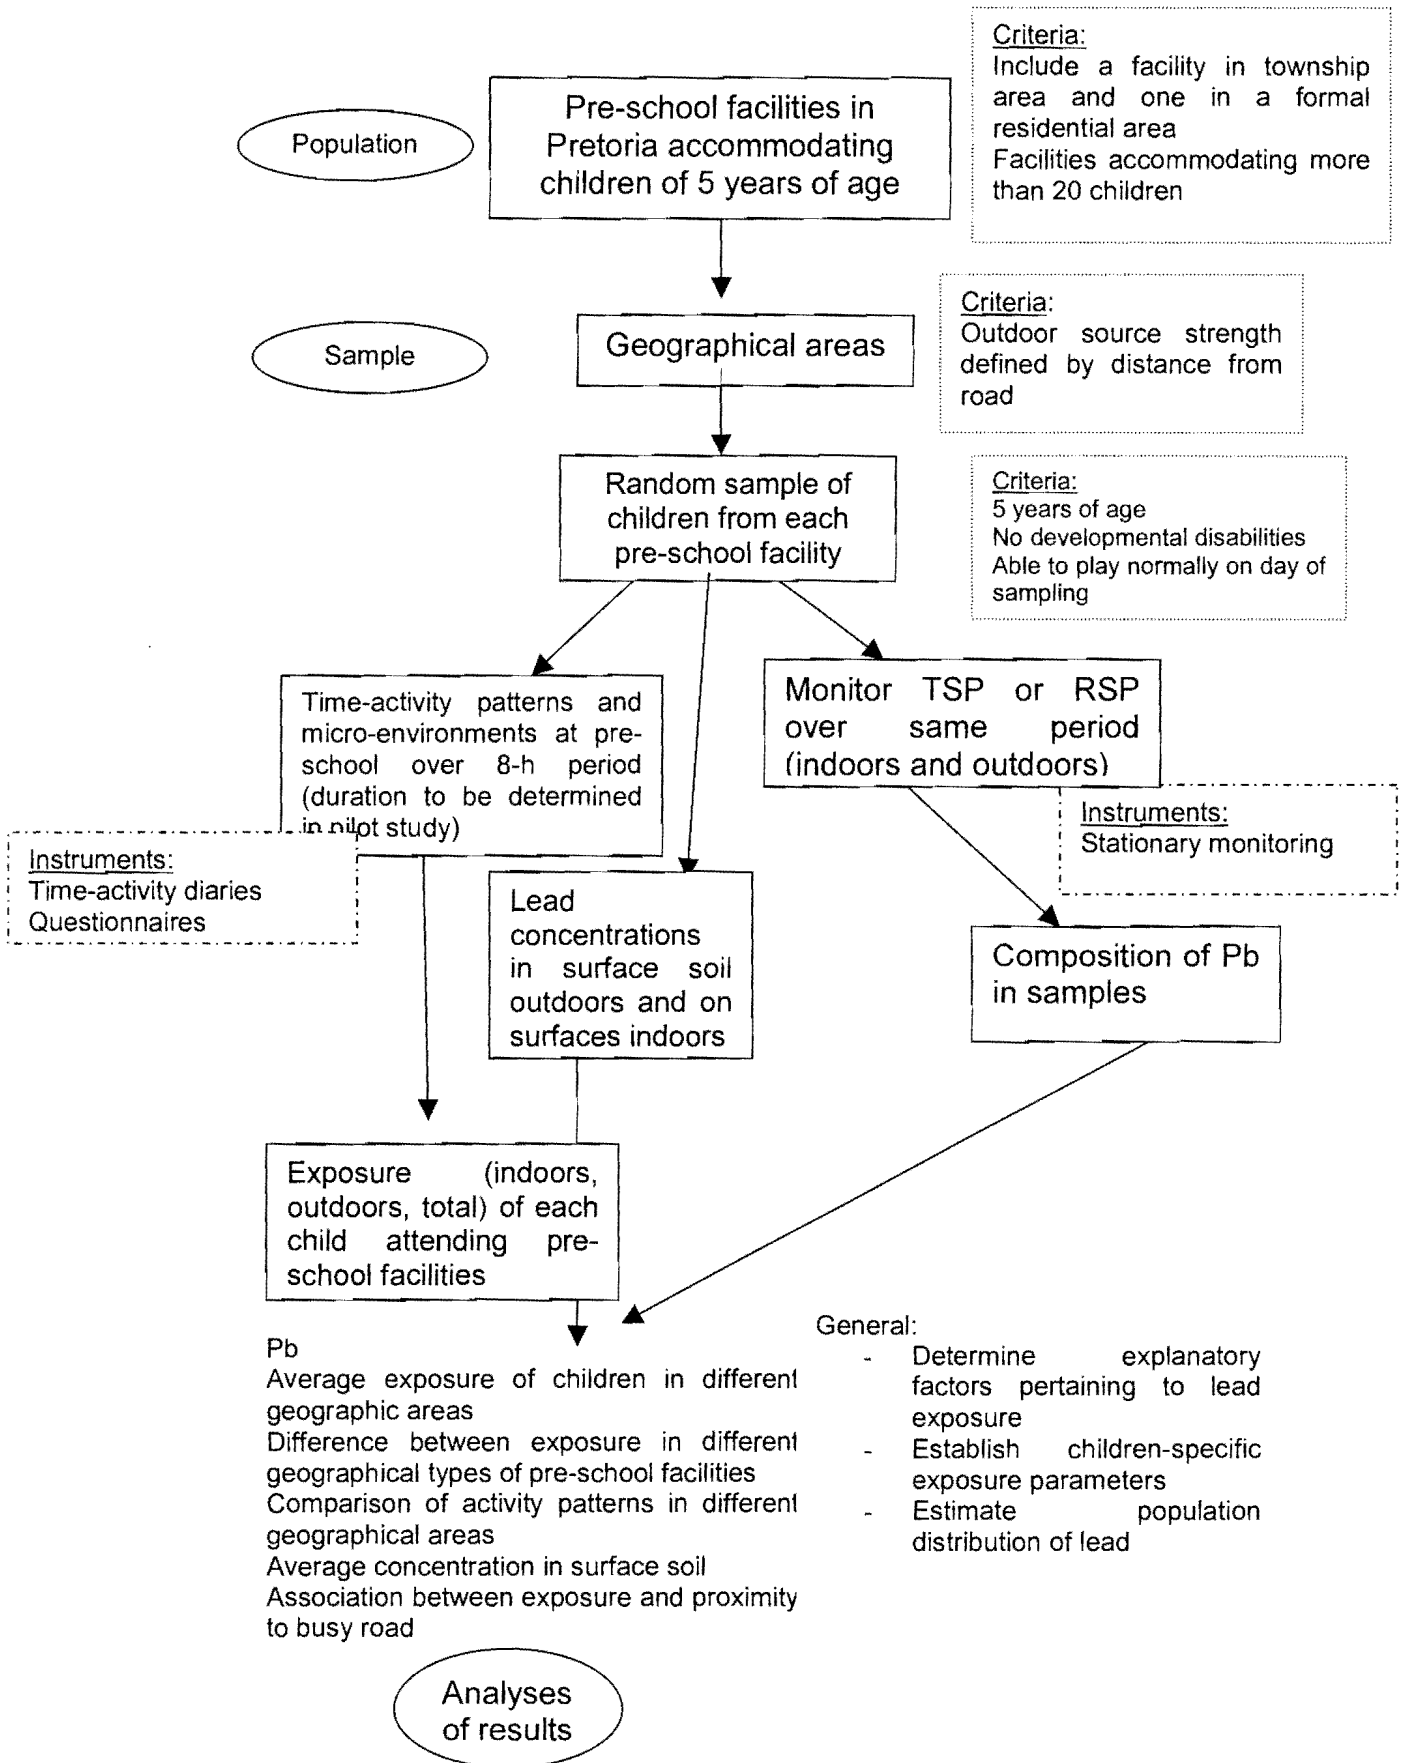 Criteria:
Include a facility in township
area and one in a formal
residential area
Facilities accommodating more
than 20 children
Population
Pre-school facilities in
Pretoria accommodating
children of 5 years of age
Criteria:
Outdoor source strength
defined by distance from
road
Sample
Geographical areas
Random sample of
children from each
pre-school facility
Criteria:
5 years of age
No developmental disabilities
Able to play normally on day of
sampling
Time-activity patterns and
micro-environments at pre-
school over 8-h period
(duration to be determined
in pilot study)
Monitor TSP or RSP
over same period
(indoors and outdoors)
Instruments:
Time-activity diaries
Questionnaires
Instruments:
Stationary monitoring
Lead
concentrations
in surface soil
outdoors and on
surfaces indoors
Composition of Pb
in samples
Exposure (indoors,
outdoors, total) of each
child attending pre-
school facilities
Pb
Average exposure of children in different
geographic areas
Difference between exposure in different
geographical types of pre-school facilities
Comparison of activity patterns in different
geographical areas
Average concentration in surface soil
Association between exposure and proximity
to busy road
General:
- Determine explanatory
factors pertaining to lead
exposure
- Establish children-specific
exposure parameters
- Estimate population
distribution of lead
Analyses
of results